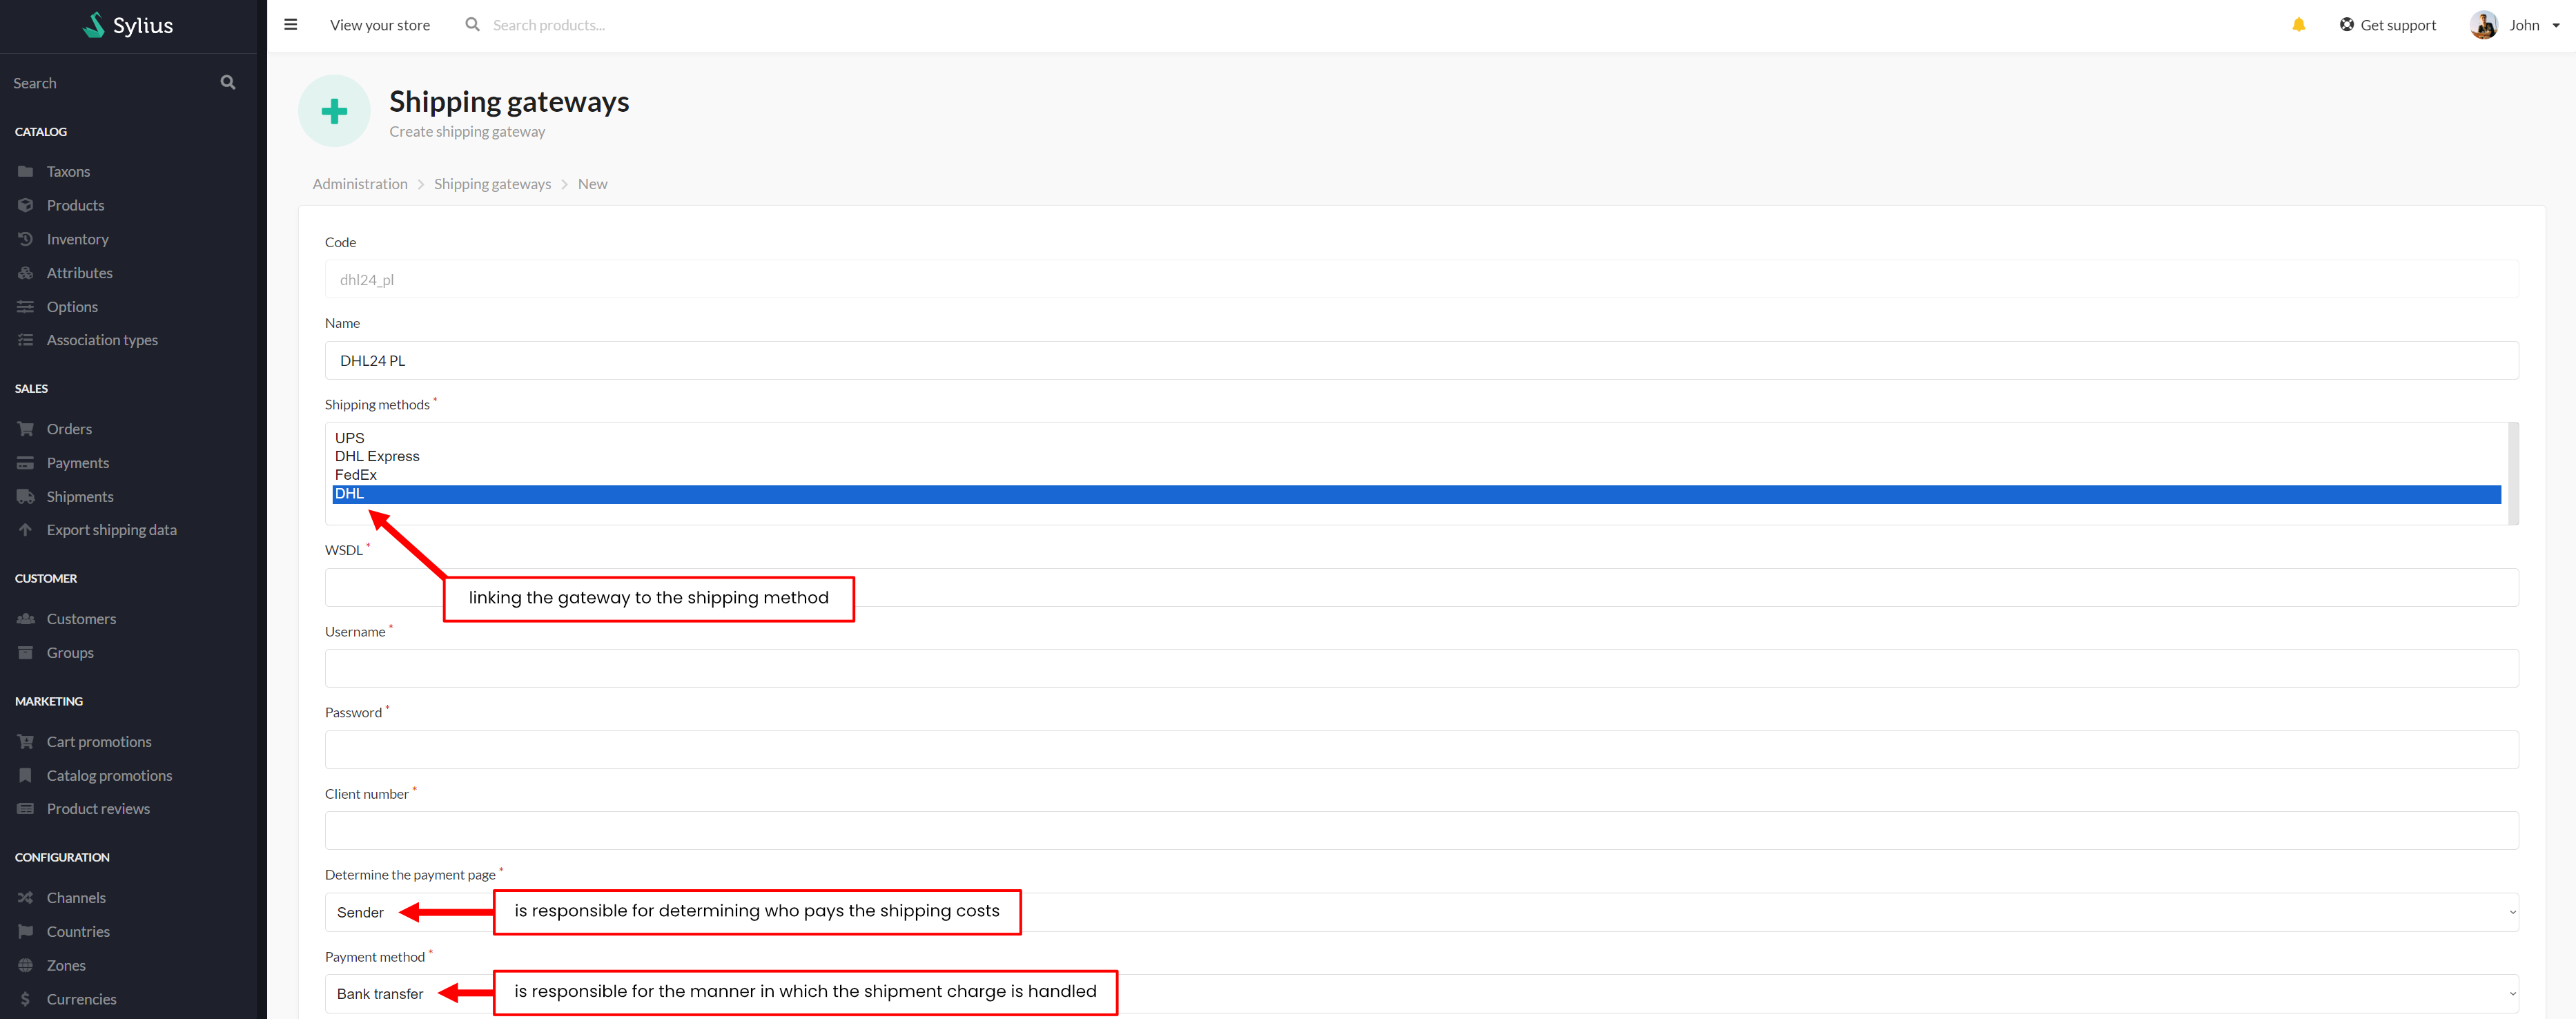 Sylius
View your store
Search products...
Get support
John
Search
CATALOG
Taxons
Products
Inventory
Attributes
Options
Association types
SALES
Orders
Payments
Shipments
Export shipping data
CUSTOMER
Customers
Groups
MARKETING
Cart promotions
Catalog promotions
Product reviews
CONFIGURATION
Channels
Countries
Zones
Currencies
Shipping gateways
Create shipping gateway
Administration > Shipping gateways > New
Code
dhl24_pl
Name
DHL24 PL
Shipping methods *
UPS
DHL Express
FedEx
DHL
linking the gateway to the shipping method
WSDL *
Username *
Password *
Client number *
Determine the payment page *
Sender
is responsible for determining who pays the shipping costs
Payment method *
Bank transfer
is responsible for the manner in which the shipment charge is handled